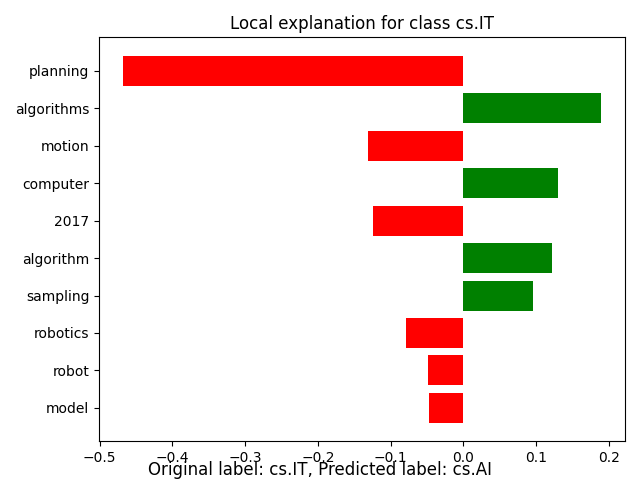 Local explanation for class cs.IT
planning
algorithms
motion
computer
2017
algorithm
sampling
robotics
robot
model
−0.5 −0.4 −0.3 −0.2 −0.1 0.0 0.1 0.2
Original label: cs.IT, Predicted label: cs.AI